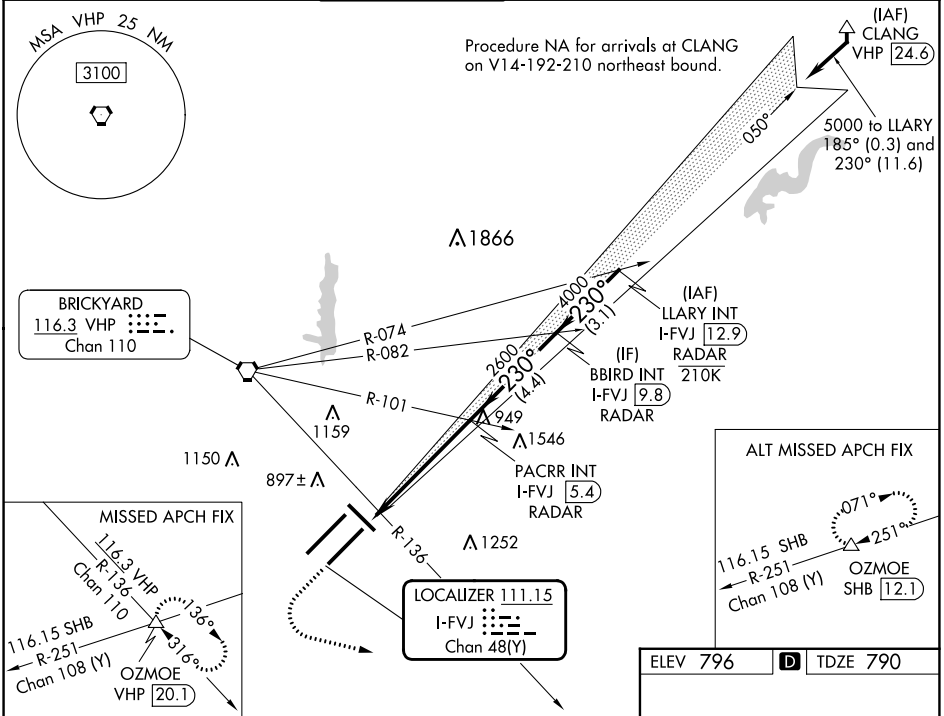 MSA VHP 25 NM
3100
Procedure NA for arrivals at CLANG
on V14-192-210 northeast bound.
(IAF)
CLANG
VHP 24.6
5000 to LLARY
185° (0.3) and
230° (11.6)
050°
1866
BRICKYARD
116.3 VHP
Chan 110
R-074
R-082
R-101
4000
230°
(3.1)
2600
230°
(4.4)
(IAF)
LLARY INT
I-FVJ 12.9
RADAR
210K
(IF)
BBIRD INT
I-FVJ 9.8
RADAR
949
1546
1159
1150
897±
PACRR INT
I-FVJ 5.4
RADAR
R-136
1252
LOCALIZER 111.15
I-FVJ
Chan 48(Y)
MISSED APCH FIX
116.3 VHP
R-136
Chan 110
116.15 SHB
R-251
Chan 108 (Y)
136°
316°
OZMOE
VHP 20.1
ALT MISSED APCH FIX
071°
251°
116.15 SHB
R-251
Chan 108 (Y)
OZMOE
SHB 12.1
ELEV 796 D TDZE 790